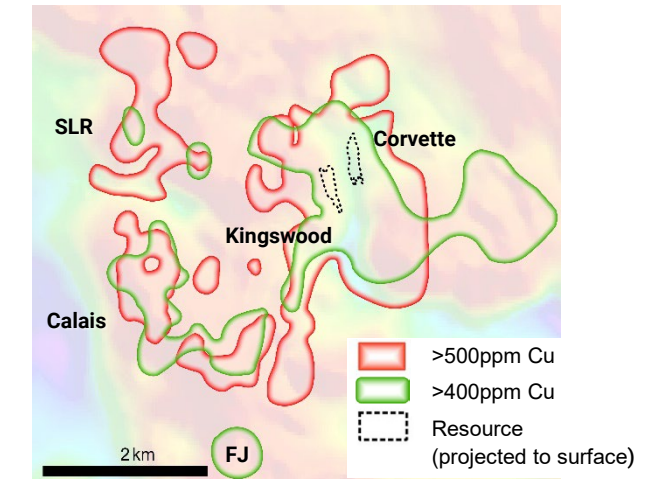 SLR
Corvette
Kingswood
Calais
>500ppm Cu
>400ppm Cu
Resource
(projected to surface)
2 km
FJ